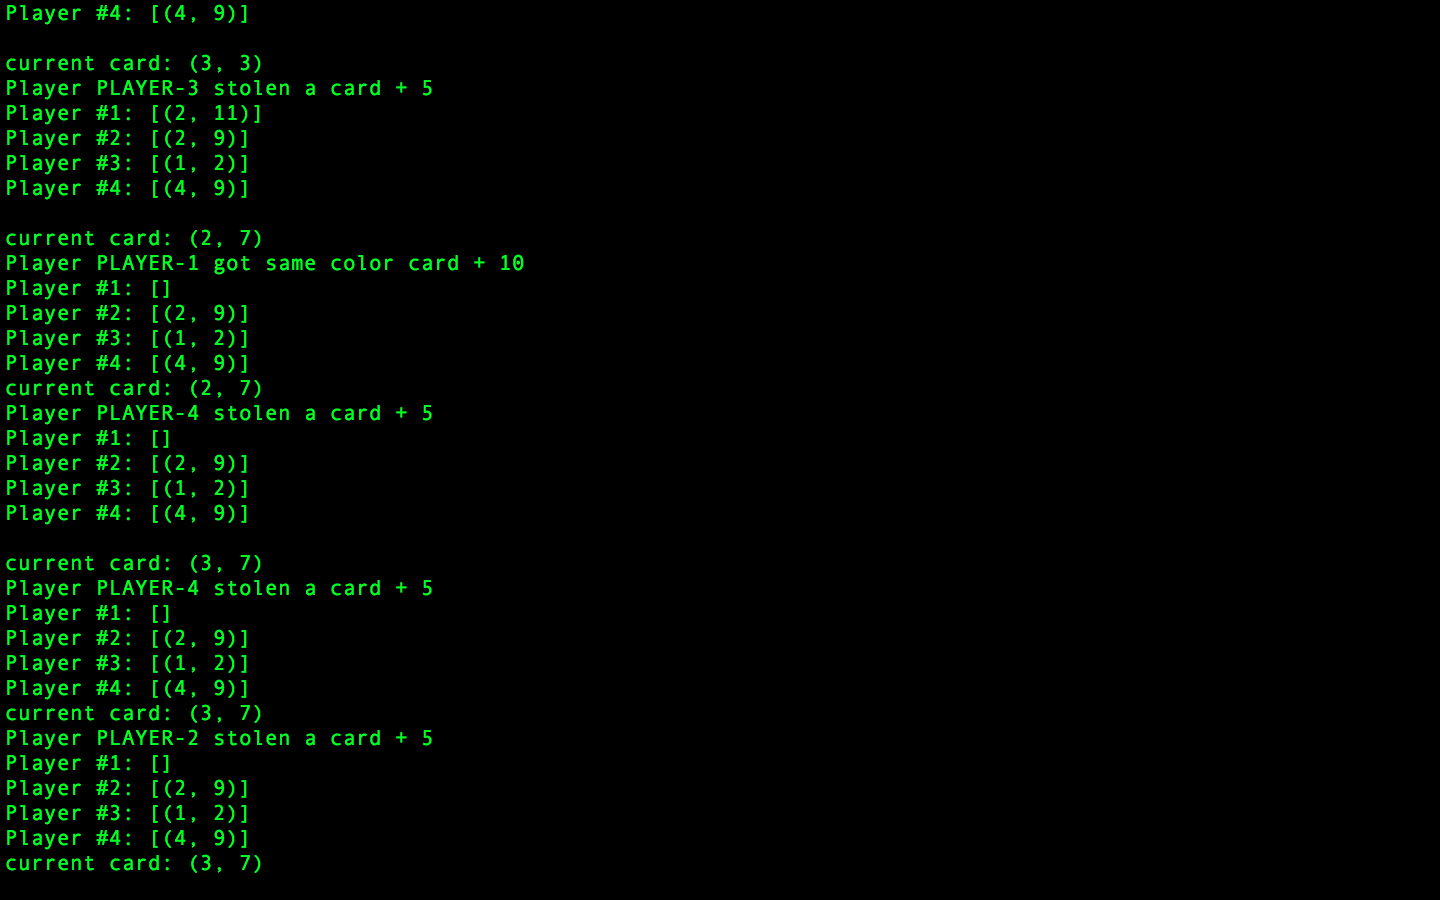 Player #4: [(4, 9)]
current card: (3, 3)
Player PLAYER-3 stolen a card + 5
Player #1: [(2, 11)]
Player #2: [(2, 9)]
Player #3: [(1, 2)]
Player #4: [(4, 9)]
current card: (2, 7)
Player PLAYER-1 got same color card + 10
Player #1: []
Player #2: [(2, 9)]
Player #3: [(1, 2)]
Player #4: [(4, 9)]
current card: (2, 7)
Player PLAYER-4 stolen a card + 5
Player #1: []
Player #2: [(2, 9)]
Player #3: [(1, 2)]
Player #4: [(4, 9)]
current card: (3, 7)
Player PLAYER-4 stolen a card + 5
Player #1: []
Player #2: [(2, 9)]
Player #3: [(1, 2)]
Player #4: [(4, 9)]
current card: (3, 7)
Player PLAYER-2 stolen a card + 5
Player #1: []
Player #2: [(2, 9)]
Player #3: [(1, 2)]
Player #4: [(4, 9)]
current card: (3, 7)